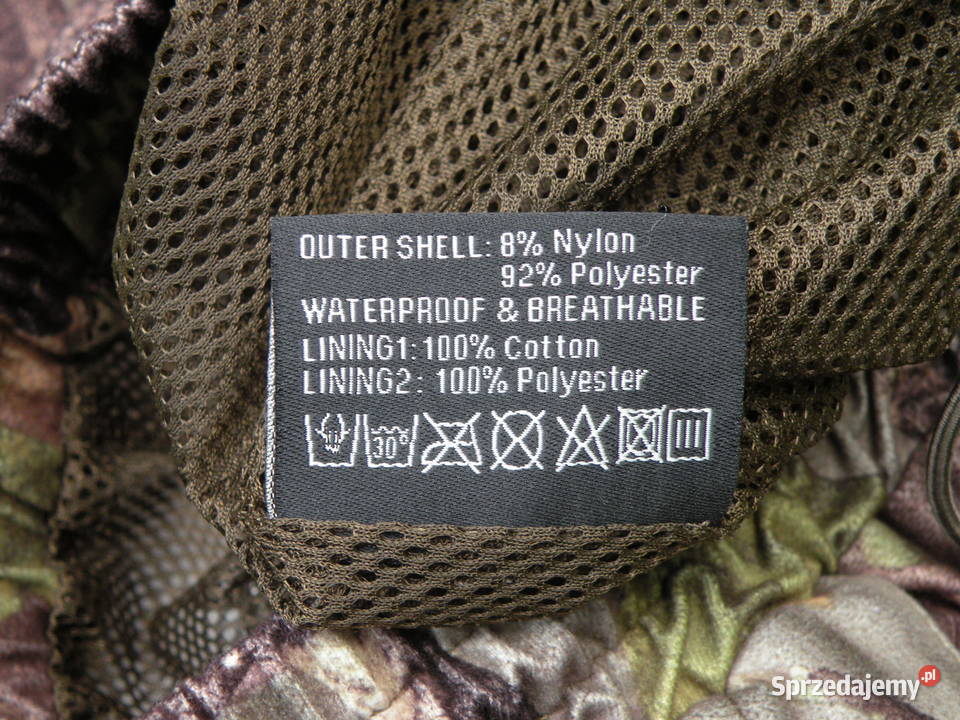 OUTER SHELL: 8% Nylon
92% Polyester
WATERPROOF & BREATHABLE
LINING1: 100% Cotton
LINING2: 100% Polyester
30°
Sprzedajemy.pl